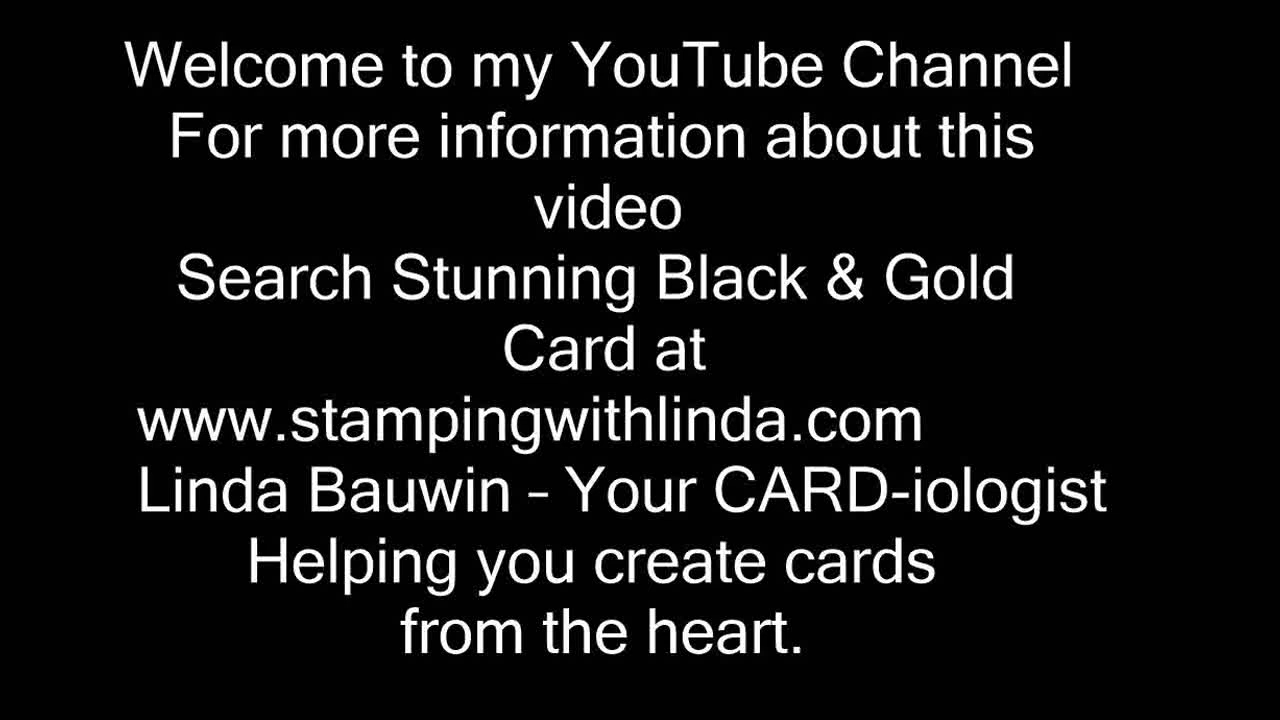 Welcome to my YouTube Channel
For more information about this
video
Search Stunning Black & Gold
Card at
www.stampingwithlinda.com
Linda Bauwin – Your CARD-iologist
Helping you create cards
from the heart.